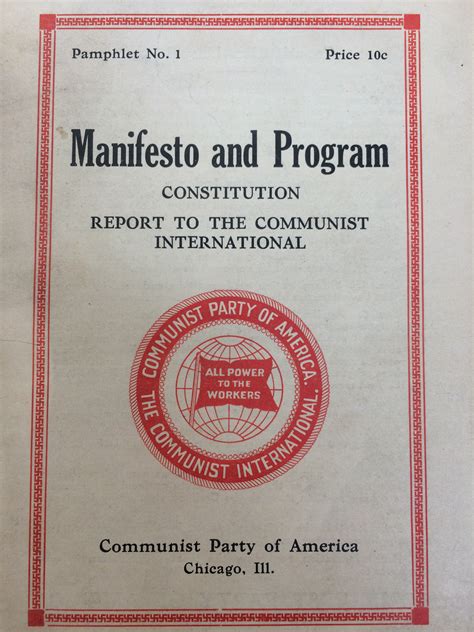 Pamphlet No. 1 Price 10c
Manifesto and Program
CONSTITUTION
REPORT TO THE COMMUNIST
INTERNATIONAL
COMMUNIST PARTY OF AMERICA.
THE COMMUNIST INTERNATIONAL.
ALL POWER
TO THE
WORKERS
Communist Party of America
Chicago, Ill.